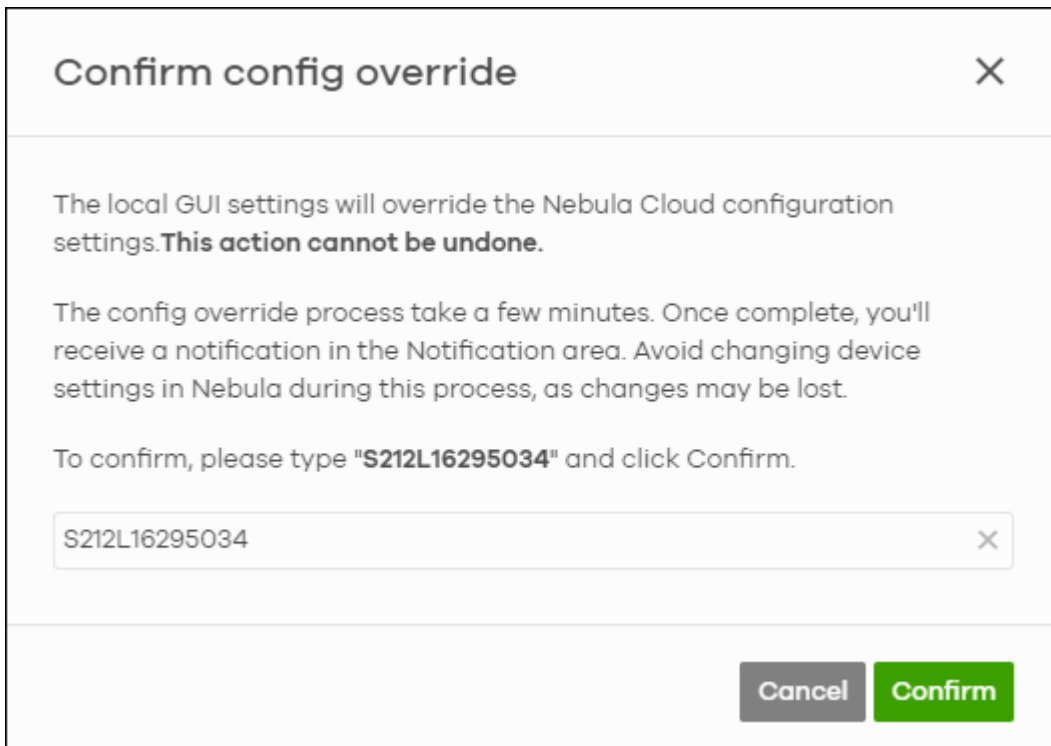 Confirm config override
The local GUI settings will override the Nebula Cloud configuration
settings.This action cannot be undone.
The config override process take a few minutes. Once complete, you'll
receive a notification in the Notification area. Avoid changing device
settings in Nebula during this process, as changes may be lost.
To confirm, please type "S212L16295034" and click Confirm.
S212L16295034
Cancel Confirm